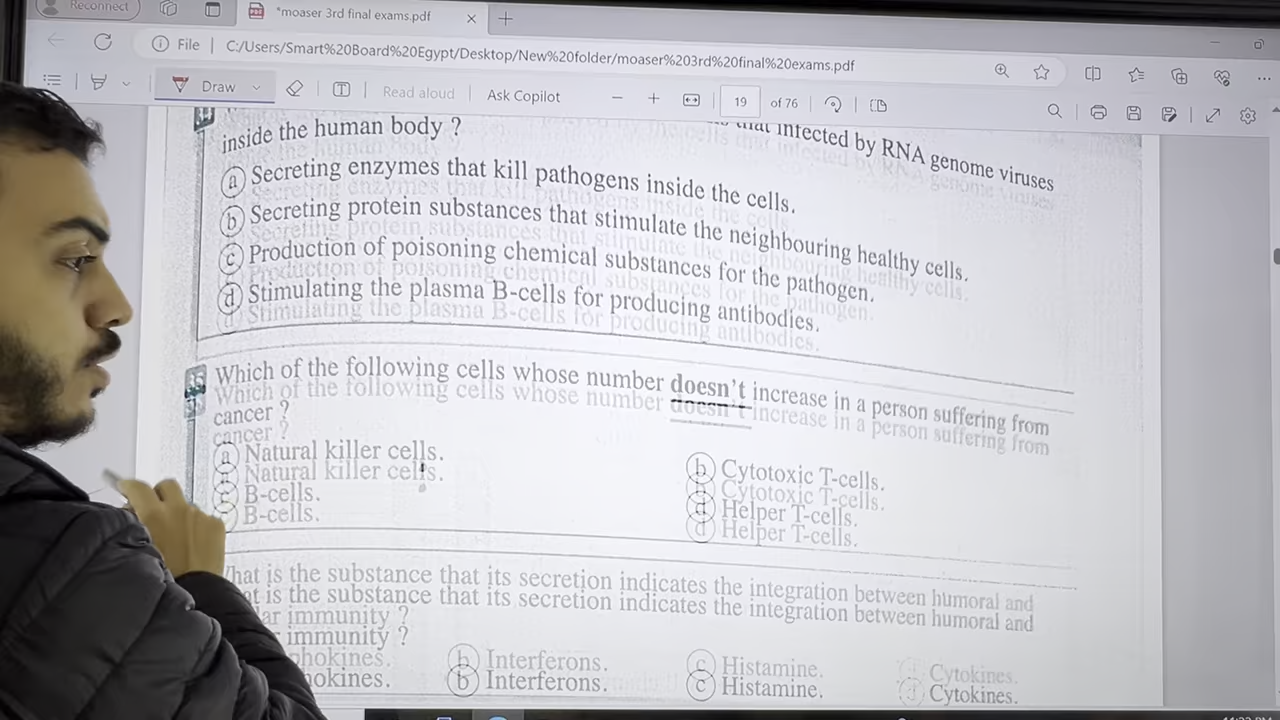 Reconnect
*moaser 3rd final exams.pdf
File | C:/Users/Smart%20Board%20Egypt/Desktop/New%20folder/moaser%203rd%20final%20exams.pdf
Draw
Read aloud
Ask Copilot
19 of 76
that infected by RNA genome viruses
inside the human body ?
a Secreting enzymes that kill pathogens inside the cells.
b Secreting protein substances that stimulate the neighbouring healthy cells.
c Production of poisoning chemical substances for the pathogen.
d Stimulating the plasma B-cells for producing antibodies.
Which of the following cells whose number doesn't increase in a person suffering from
cancer ?
a Natural killer cells.
b Cytotoxic T-cells.
c B-cells.
d Helper T-cells.
is the substance that its secretion indicates the integration between humoral and
immunity ?
b Interferons.
c Histamine.
d Cytokines.